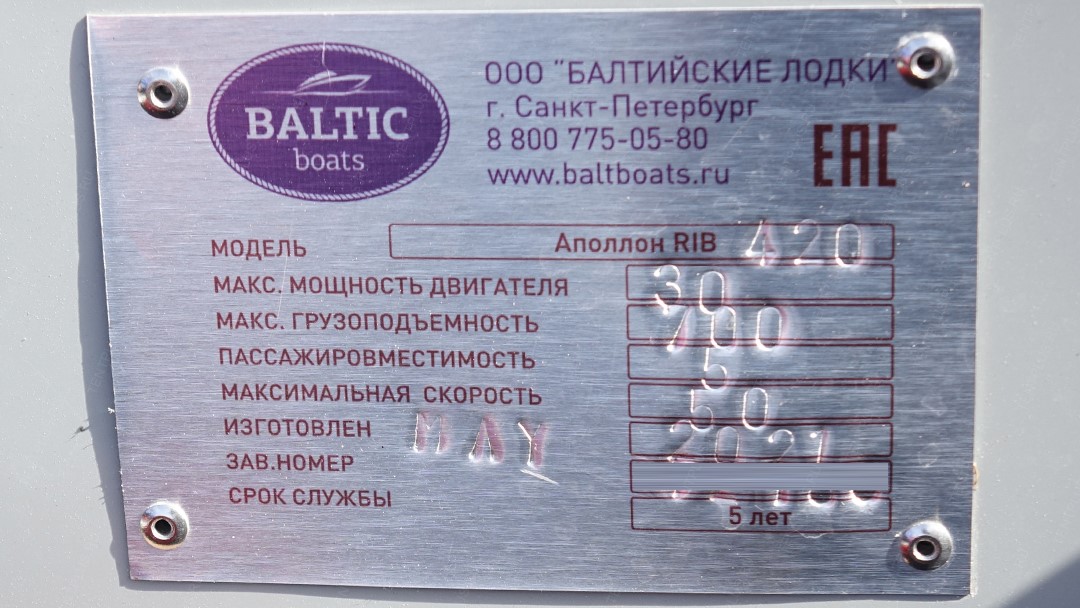 BALTIC
boats
ООО "БАЛТИЙСКИЕ ЛОДКИ"
г. Санкт-Петербург
8 800 775-05-80
www.baltboats.ru
ЕАС
МОДЕЛЬ Аполлон RIB 420
МАКС. МОЩНОСТЬ ДВИГАТЕЛЯ 30
МАКС. ГРУЗОПОДЪЕМНОСТЬ 700
ПАССАЖИРОВМЕСТИМОСТЬ 5
МАКСИМАЛЬНАЯ СКОРОСТЬ 50
ИЗГОТОВЛЕН MAY 2021
ЗАВ.НОМЕР
СРОК СЛУЖБЫ 5 лет